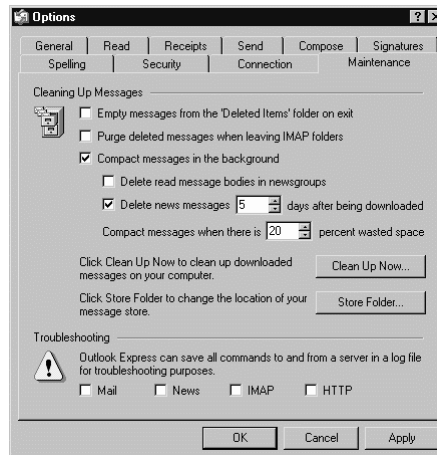 Options
General Read Receipts Send Compose Signatures
Spelling Security Connection Maintenance
Cleaning Up Messages
Empty messages from the 'Deleted Items' folder on exit
Purge deleted messages when leaving IMAP folders
Compact messages in the background
Delete read message bodies in newsgroups
Delete news messages 5 days after being downloaded
Compact messages when there is 20 percent wasted space
Click Clean Up Now to clean up downloaded
messages on your computer.
Clean Up Now...
Click Store Folder to change the location of your
message store.
Store Folder...
Troubleshooting
Outlook Express can save all commands to and from a server in a log file
for troubleshooting purposes.
Mail News IMAP HTTP
OK Cancel Apply